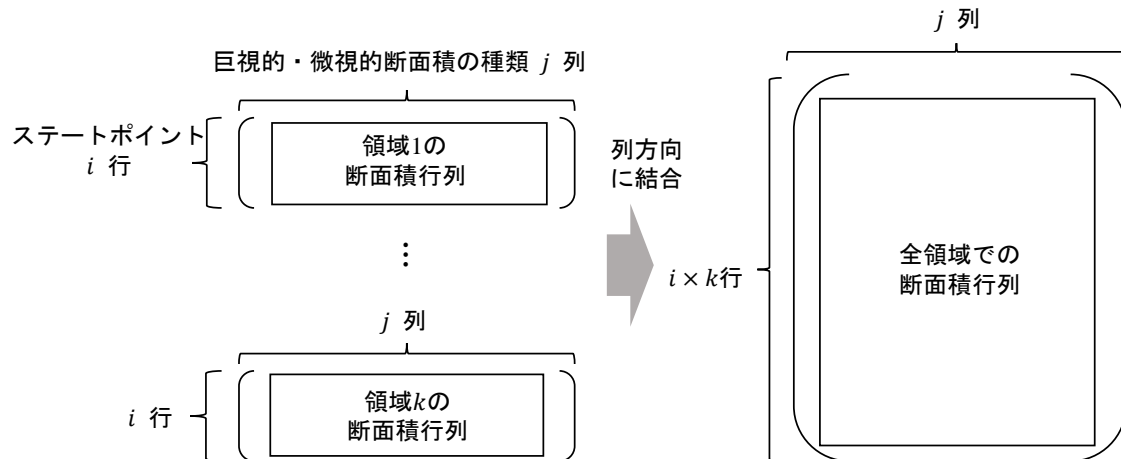 巨視的・微視的断面積の種類 j 列
ステートポイント
i 行
領域1の
断面積行列
⋮
j 列
i 行
領域kの
断面積行列
列方向
に結合
j 列
i × k行
全領域での
断面積行列